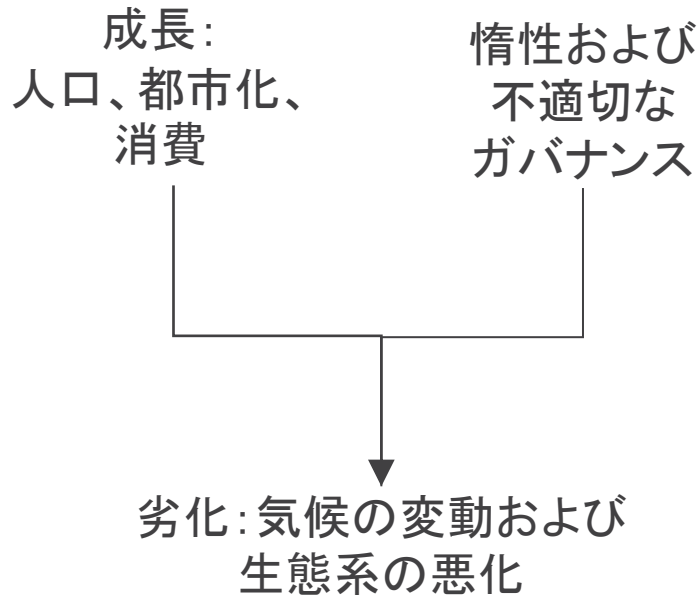 成長：
人口、都市化、
消費
惰性および
不適切な
ガバナンス
劣化：気候の変動および
生態系の悪化